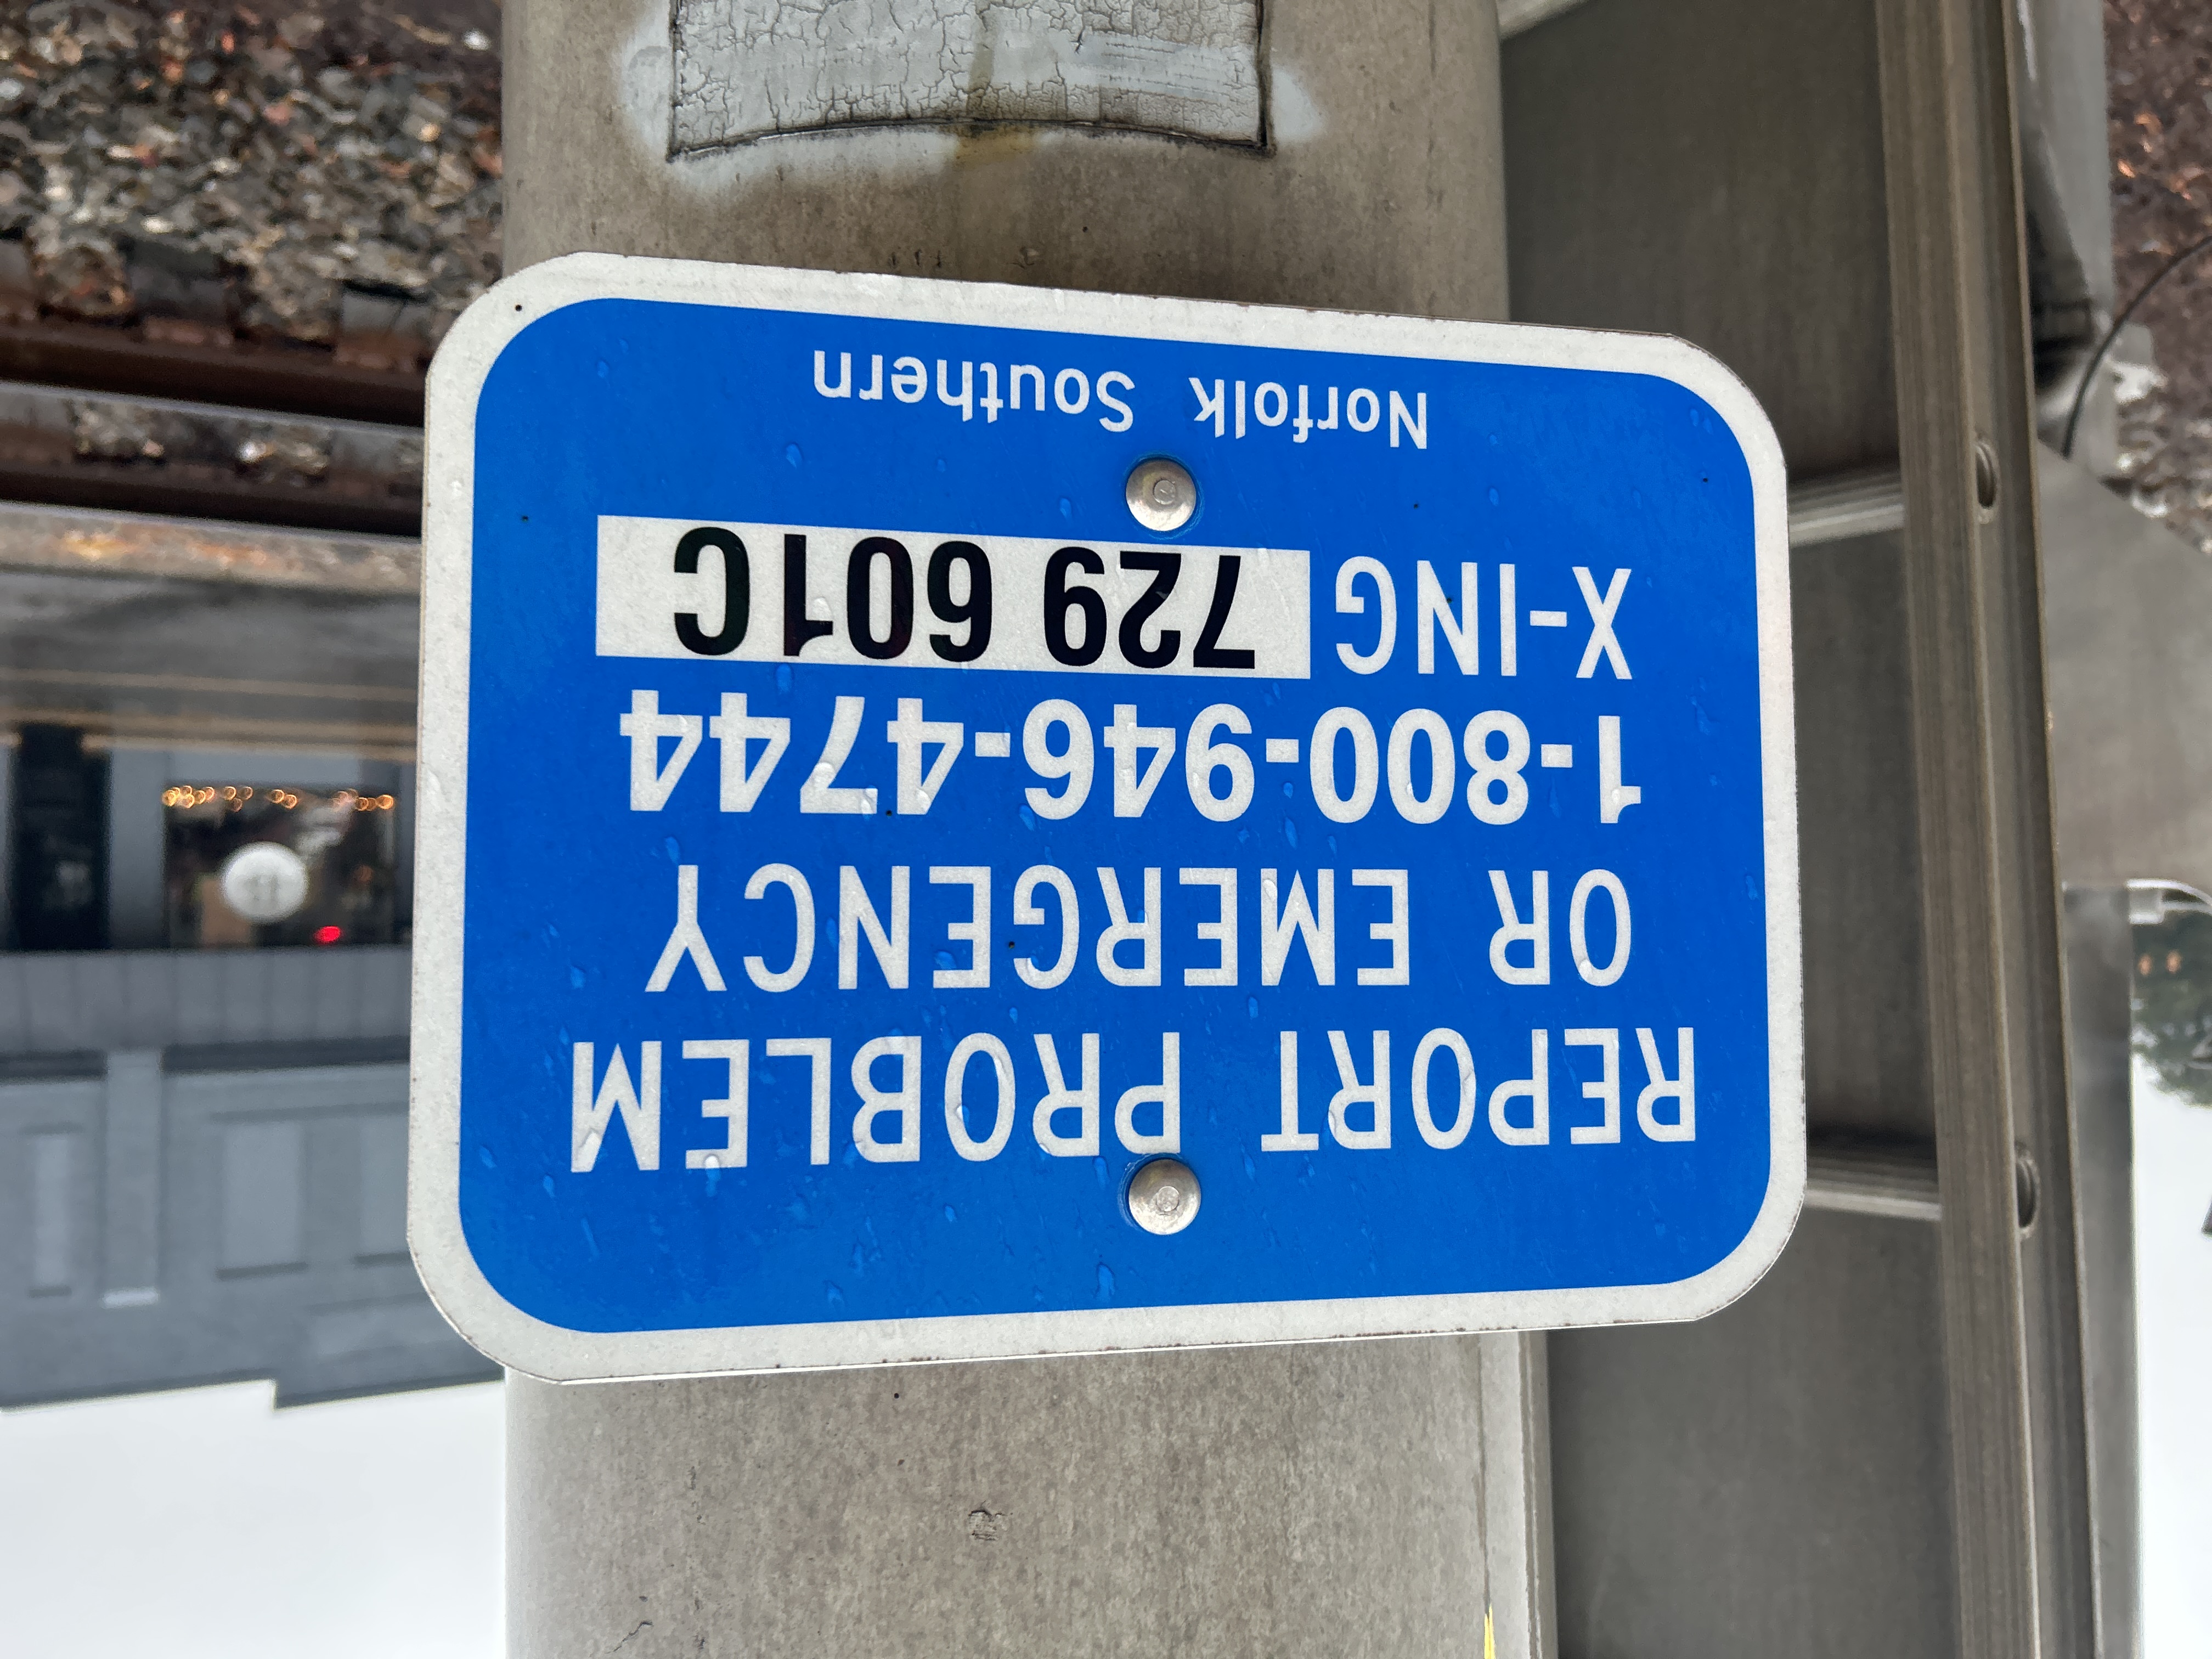 REPORT PROBLEM
OR EMERGENCY
1-800-946-4744
X-ING 729 601C
Norfolk Southern